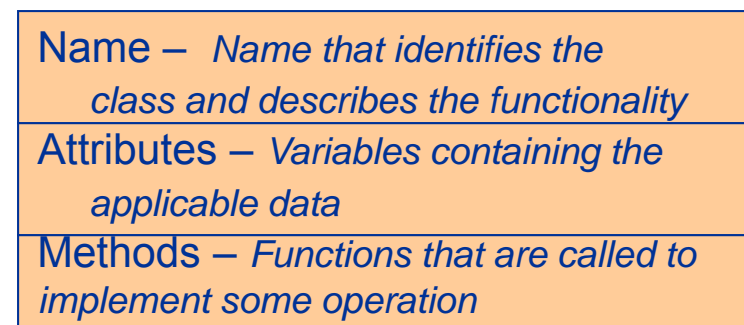 Name – Name that identifies the
class and describes the functionality
Attributes – Variables containing the
applicable data
Methods – Functions that are called to
implement some operation